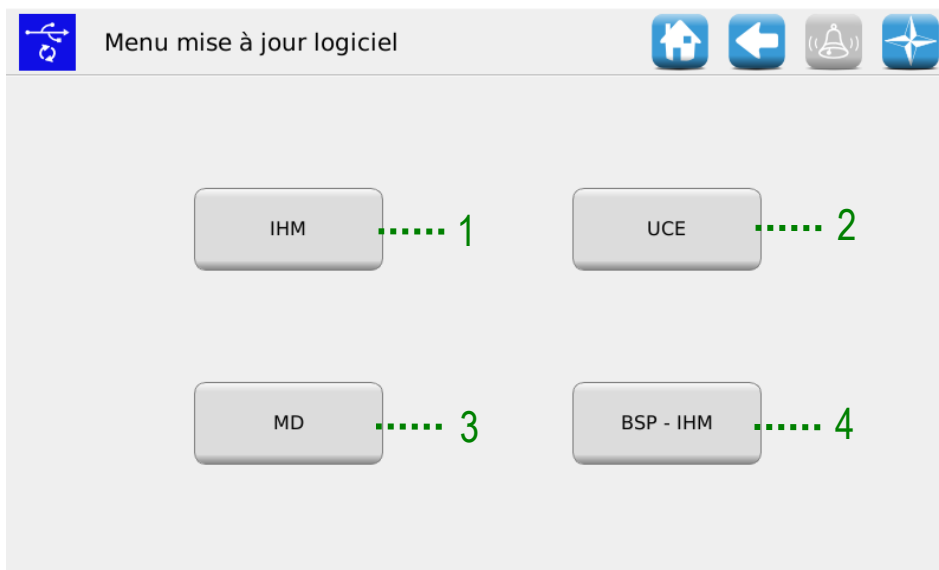 Menu mise à jour logiciel
IHM 1
UCE 2
MD 3
BSP - IHM 4